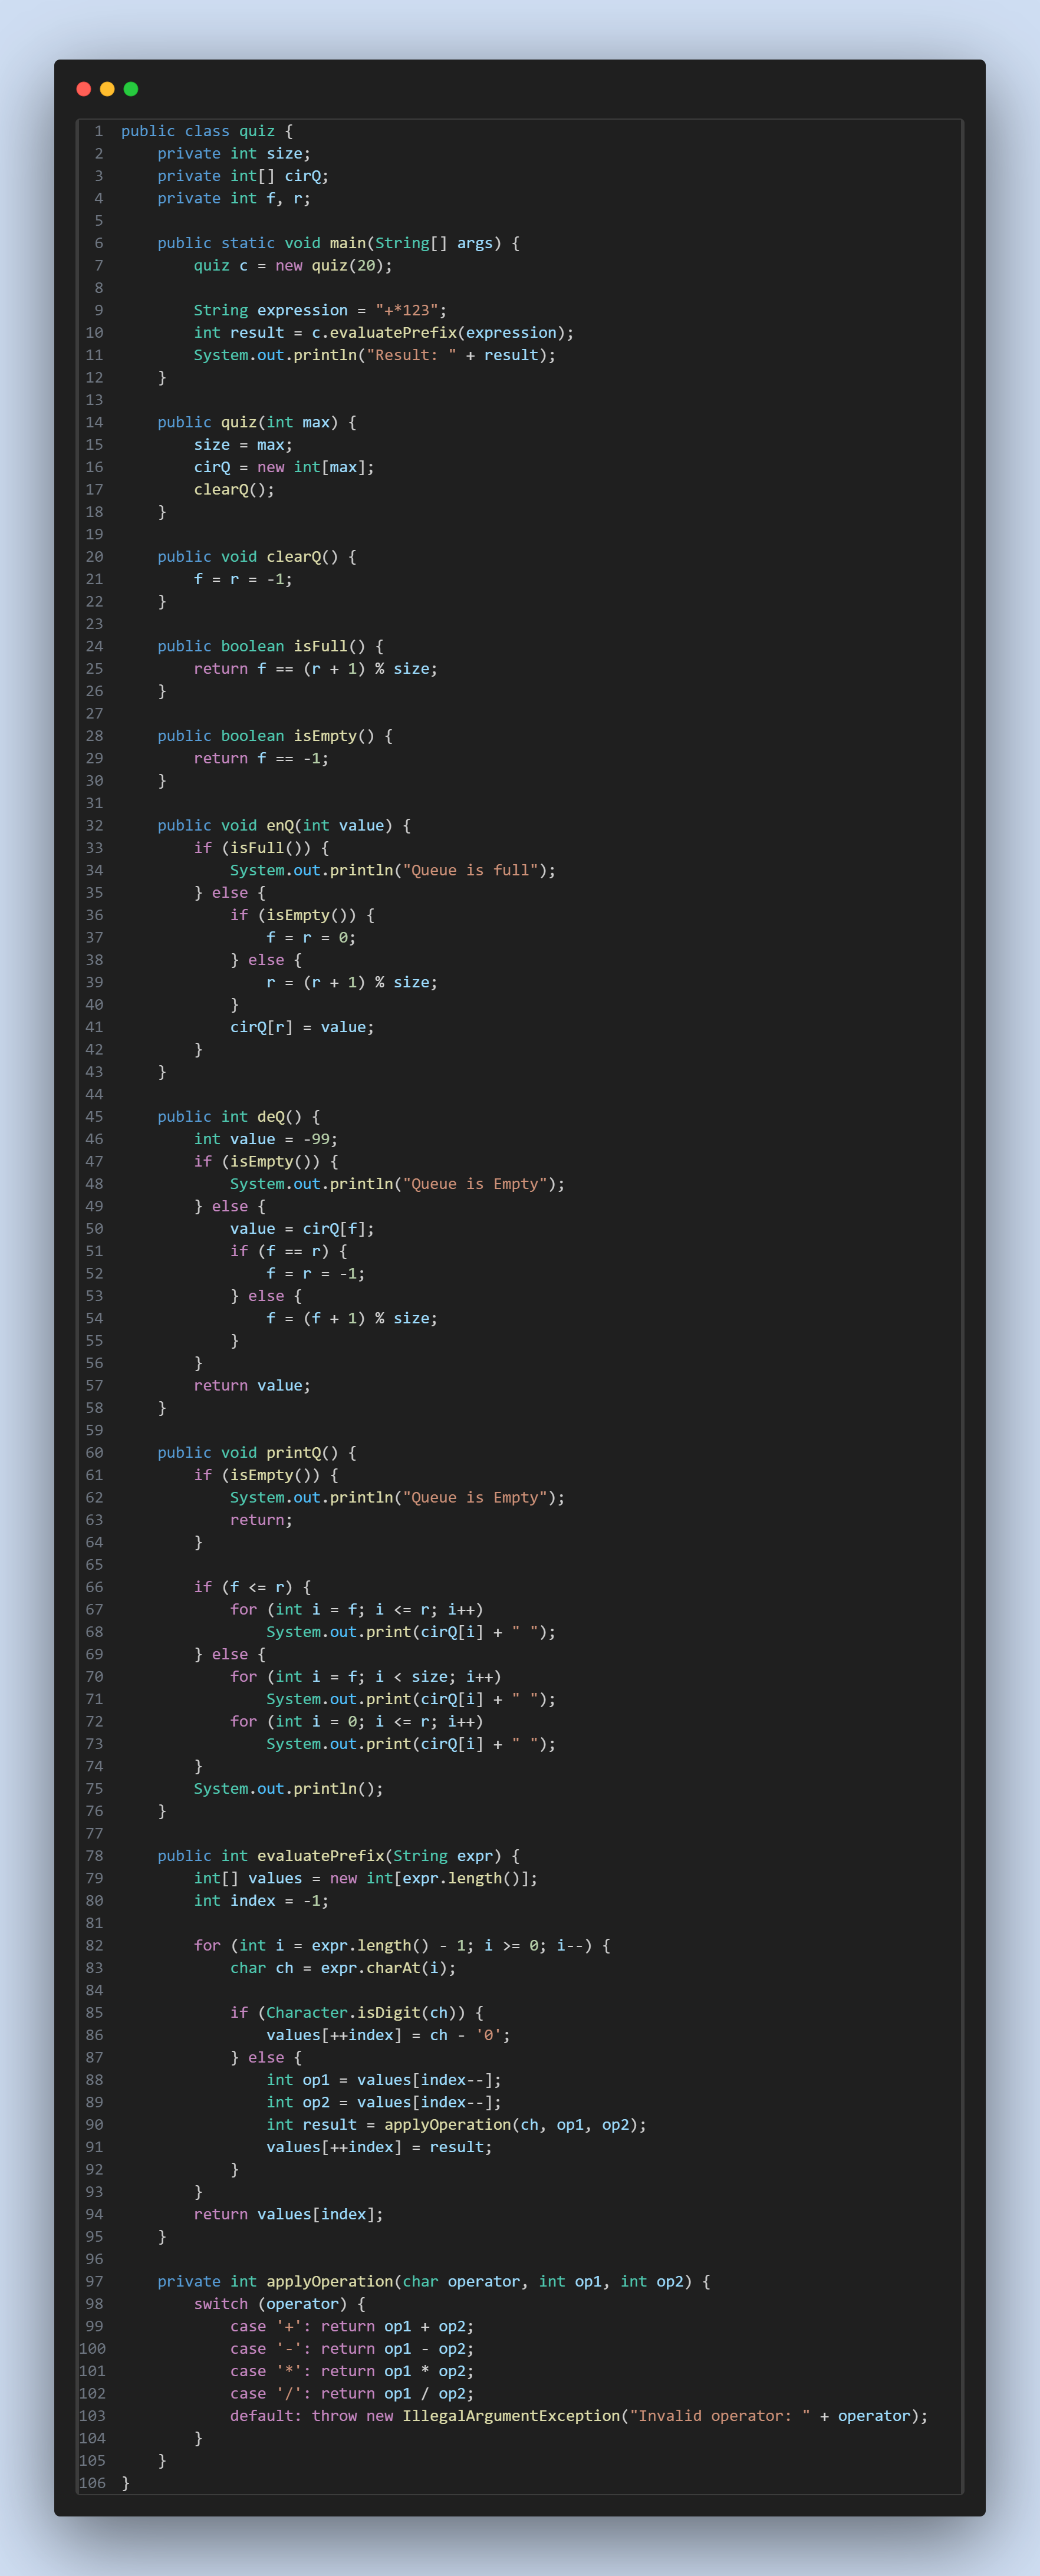 1 public class quiz {
2     private int size;
3     private int[] cirQ;
4     private int f, r;
5
6     public static void main(String[] args) {
7         quiz c = new quiz(20);
8
9         String expression = "+*123";
10         int result = c.evaluatePrefix(expression);
11         System.out.println("Result: " + result);
12     }
13
14     public quiz(int max) {
15         size = max;
16         cirQ = new int[max];
17         clearQ();
18     }
19
20     public void clearQ() {
21         f = r = -1;
22     }
23
24     public boolean isFull() {
25         return f == (r + 1) % size;
26     }
27
28     public boolean isEmpty() {
29         return f == -1;
30     }
31
32     public void enQ(int value) {
33         if (isFull()) {
34             System.out.println("Queue is full");
35         } else {
36             if (isEmpty()) {
37                 f = r = 0;
38             } else {
39                 r = (r + 1) % size;
40             }
41             cirQ[r] = value;
42         }
43     }
44
45     public int deQ() {
46         int value = -99;
47         if (isEmpty()) {
48             System.out.println("Queue is Empty");
49         } else {
50             value = cirQ[f];
51             if (f == r) {
52                 f = r = -1;
53             } else {
54                 f = (f + 1) % size;
55             }
56         }
57         return value;
58     }
59
60     public void printQ() {
61         if (isEmpty()) {
62             System.out.println("Queue is Empty");
63             return;
64         }
65
66         if (f <= r) {
67             for (int i = f; i <= r; i++)
68                 System.out.print(cirQ[i] + " ");
69         } else {
70             for (int i = f; i < size; i++)
71                 System.out.print(cirQ[i] + " ");
72             for (int i = 0; i <= r; i++)
73                 System.out.print(cirQ[i] + " ");
74         }
75         System.out.println();
76     }
77
78     public int evaluatePrefix(String expr) {
79         int[] values = new int[expr.length()];
80         int index = -1;
81
82         for (int i = expr.length() - 1; i >= 0; i--) {
83             char ch = expr.charAt(i);
84
85             if (Character.isDigit(ch)) {
86                 values[++index] = ch - '0';
87             } else {
88                 int op1 = values[index--];
89                 int op2 = values[index--];
90                 int result = applyOperation(ch, op1, op2);
91                 values[++index] = result;
92             }
93         }
94         return values[index];
95     }
96
97     private int applyOperation(char operator, int op1, int op2) {
98         switch (operator) {
99             case '+': return op1 + op2;
100             case '-': return op1 - op2;
101             case '*': return op1 * op2;
102             case '/': return op1 / op2;
103             default: throw new IllegalArgumentException("Invalid operator: " + operator);
104         }
105     }
106 }